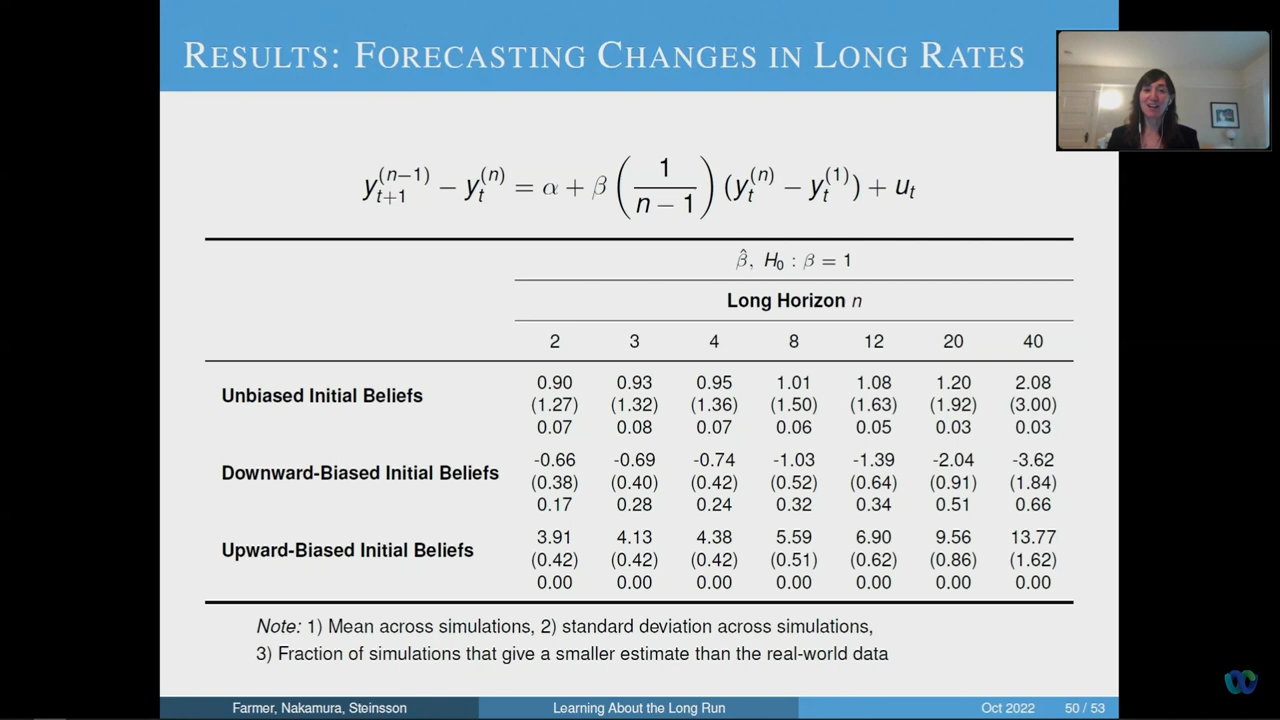 RESULTS: FORECASTING CHANGES IN LONG RATES
y_{t+1}^{(n−1)} − y_t^{(n)} = α + β (1 / (n − 1)) (y_t^{(n)} − y_t^{(1)}) + u_t
β̂, H₀ : β = 1
Long Horizon n
2 3 4 8 12 20 40
Unbiased Initial Beliefs
0.90 0.93 0.95 1.01 1.08 1.20 2.08
(1.27) (1.32) (1.36) (1.50) (1.63) (1.92) (3.00)
0.07 0.08 0.07 0.06 0.05 0.03 0.03
Downward-Biased Initial Beliefs
-0.66 -0.69 -0.74 -1.03 -1.39 -2.04 -3.62
(0.38) (0.40) (0.42) (0.52) (0.64) (0.91) (1.84)
0.17 0.28 0.24 0.32 0.34 0.51 0.66
Upward-Biased Initial Beliefs
3.91 4.13 4.38 5.59 6.90 9.56 13.77
(0.42) (0.42) (0.42) (0.51) (0.62) (0.86) (1.62)
0.00 0.00 0.00 0.00 0.00 0.00 0.00
Note: 1) Mean across simulations, 2) standard deviation across simulations,
3) Fraction of simulations that give a smaller estimate than the real-world data
Farmer, Nakamura, Steinsson Learning About the Long Run Oct 2022 50 / 53